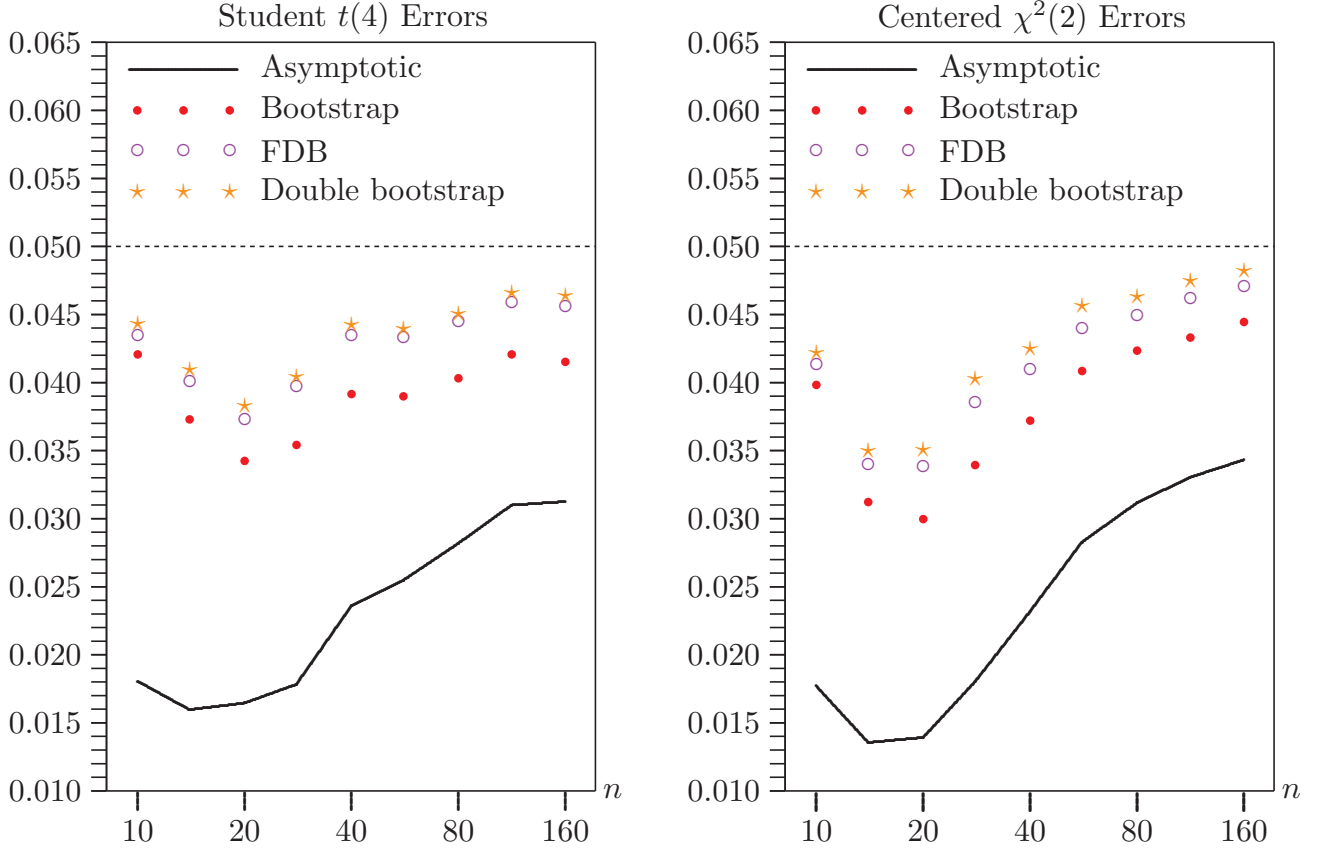 Student t(4) Errors
0.065
0.060
0.055
0.050
0.045
0.040
0.035
0.030
0.025
0.020
0.015
0.010
Asymptotic
Bootstrap
FDB
Double bootstrap
10 20 40 80 160
n
Centered χ²(2) Errors
0.065
0.060
0.055
0.050
0.045
0.040
0.035
0.030
0.025
0.020
0.015
0.010
Asymptotic
Bootstrap
FDB
Double bootstrap
10 20 40 80 160
n